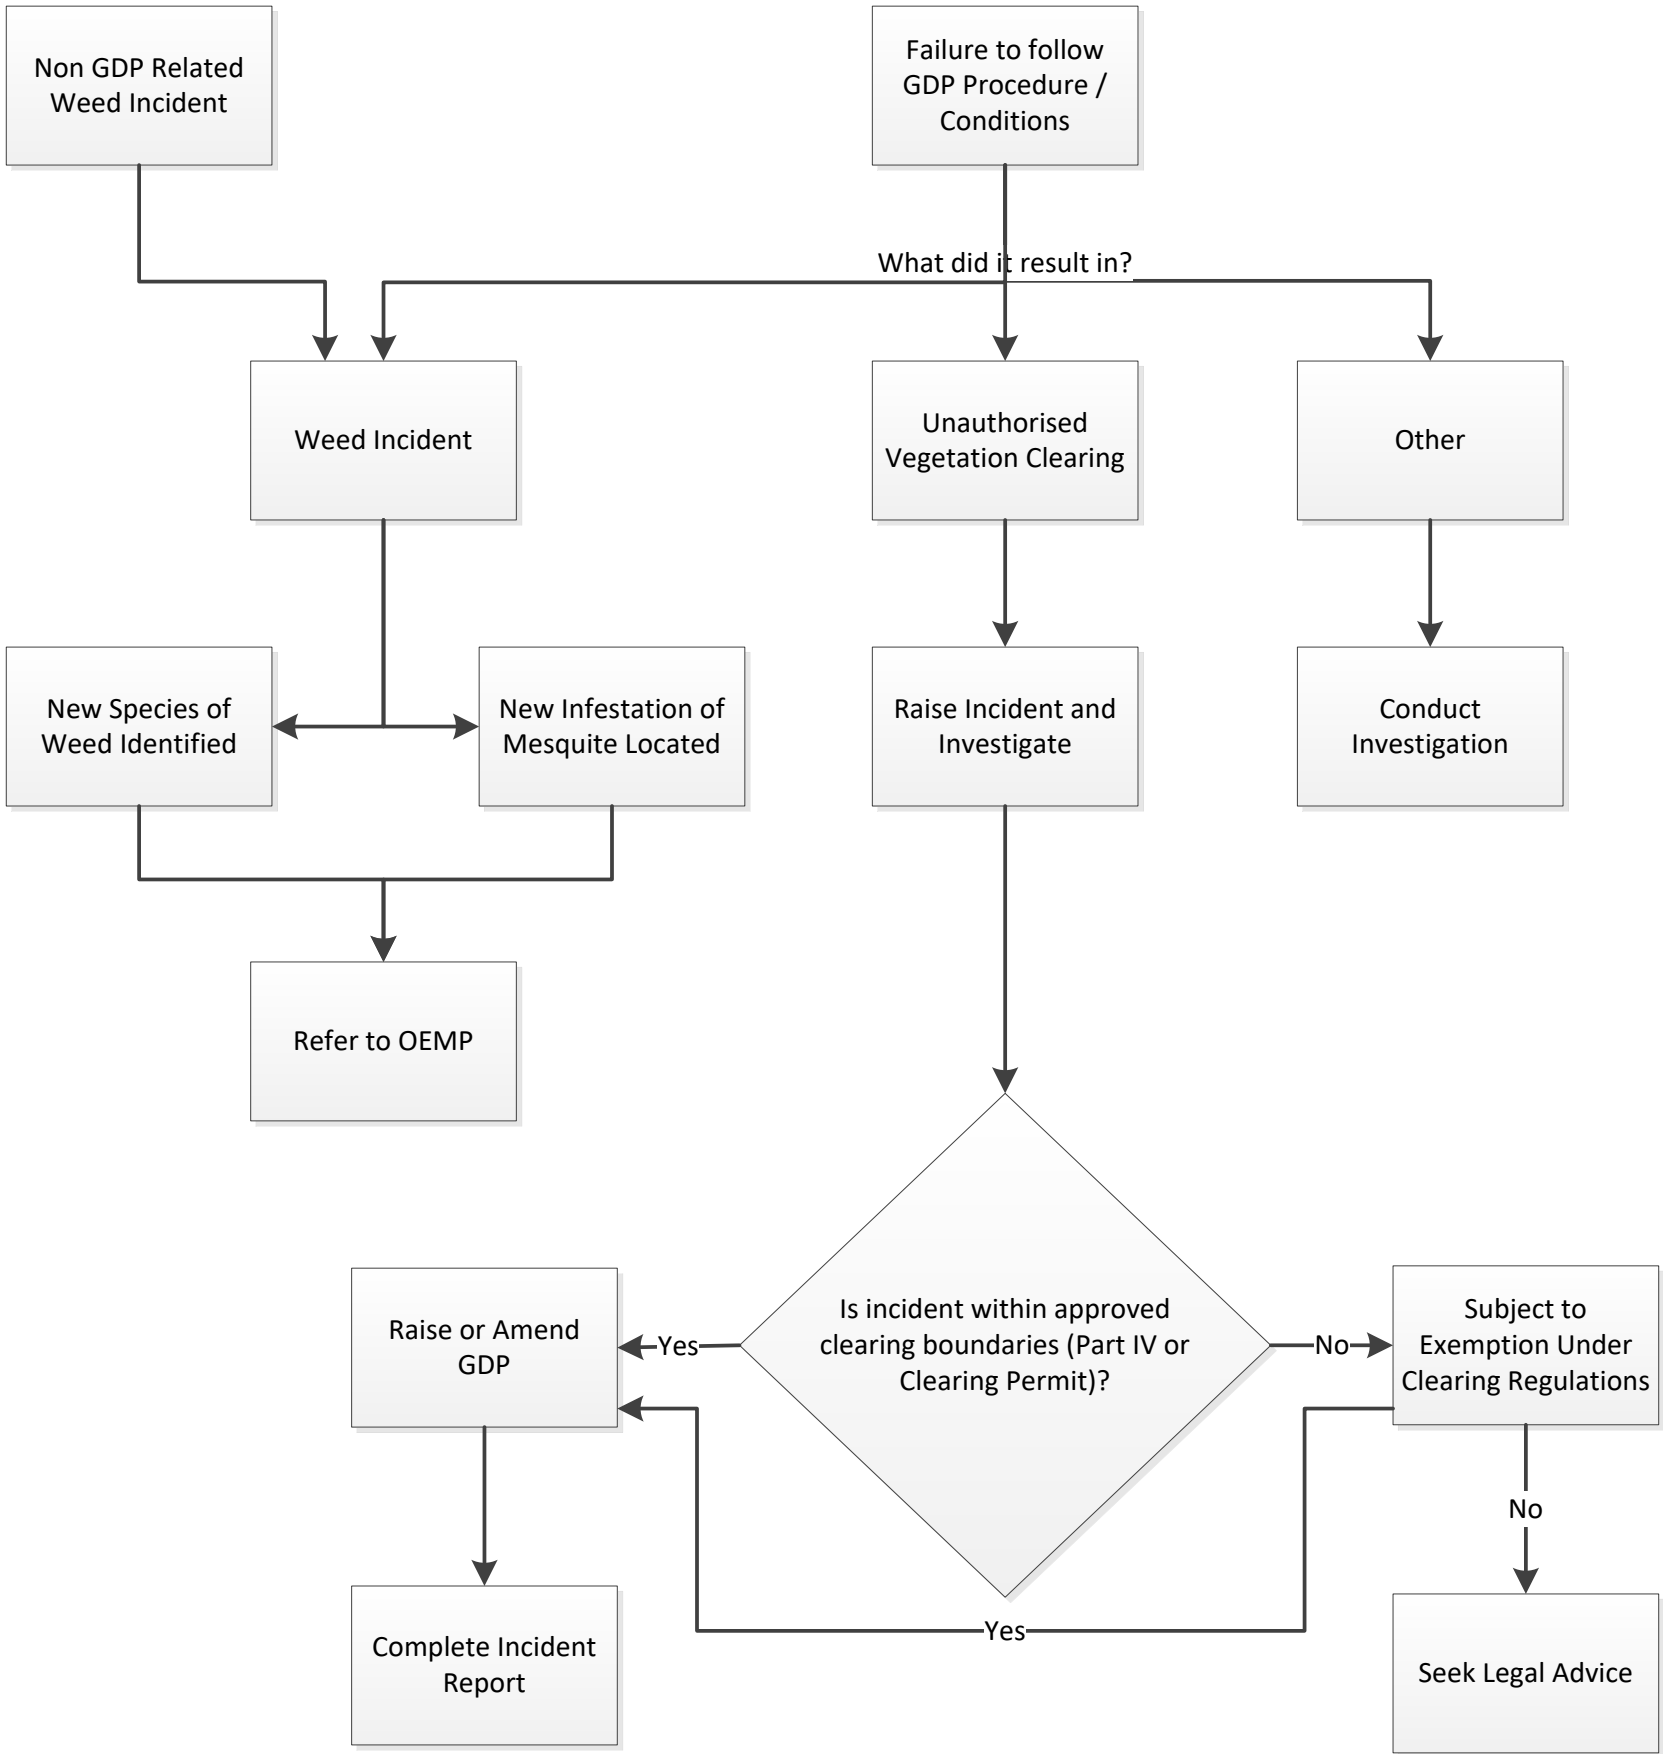 Non GDP Related
Weed Incident
Failure to follow
GDP Procedure /
Conditions
What did it result in?
Weed Incident
Unauthorised
Vegetation Clearing
Other
New Species of
Weed Identified
New Infestation of
Mesquite Located
Raise Incident and
Investigate
Conduct
Investigation
Refer to OEMP
Is incident within approved
clearing boundaries (Part IV or
Clearing Permit)?
Yes
No
Raise or Amend
GDP
Subject to
Exemption Under
Clearing Regulations
No
Yes
Complete Incident
Report
Seek Legal Advice